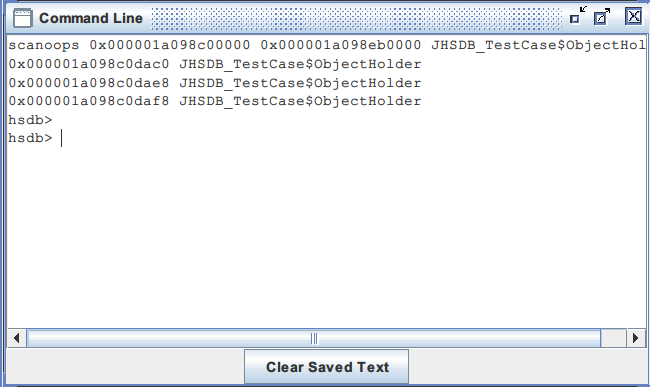 Command Line
scanoops 0x000001a098c00000 0x000001a098eb0000 JHSDB_TestCase$ObjectHol
0x000001a098c0dac0 JHSDB_TestCase$ObjectHolder
0x000001a098c0dae8 JHSDB_TestCase$ObjectHolder
0x000001a098c0daf8 JHSDB_TestCase$ObjectHolder
hsdb>
hsdb>
Clear Saved Text